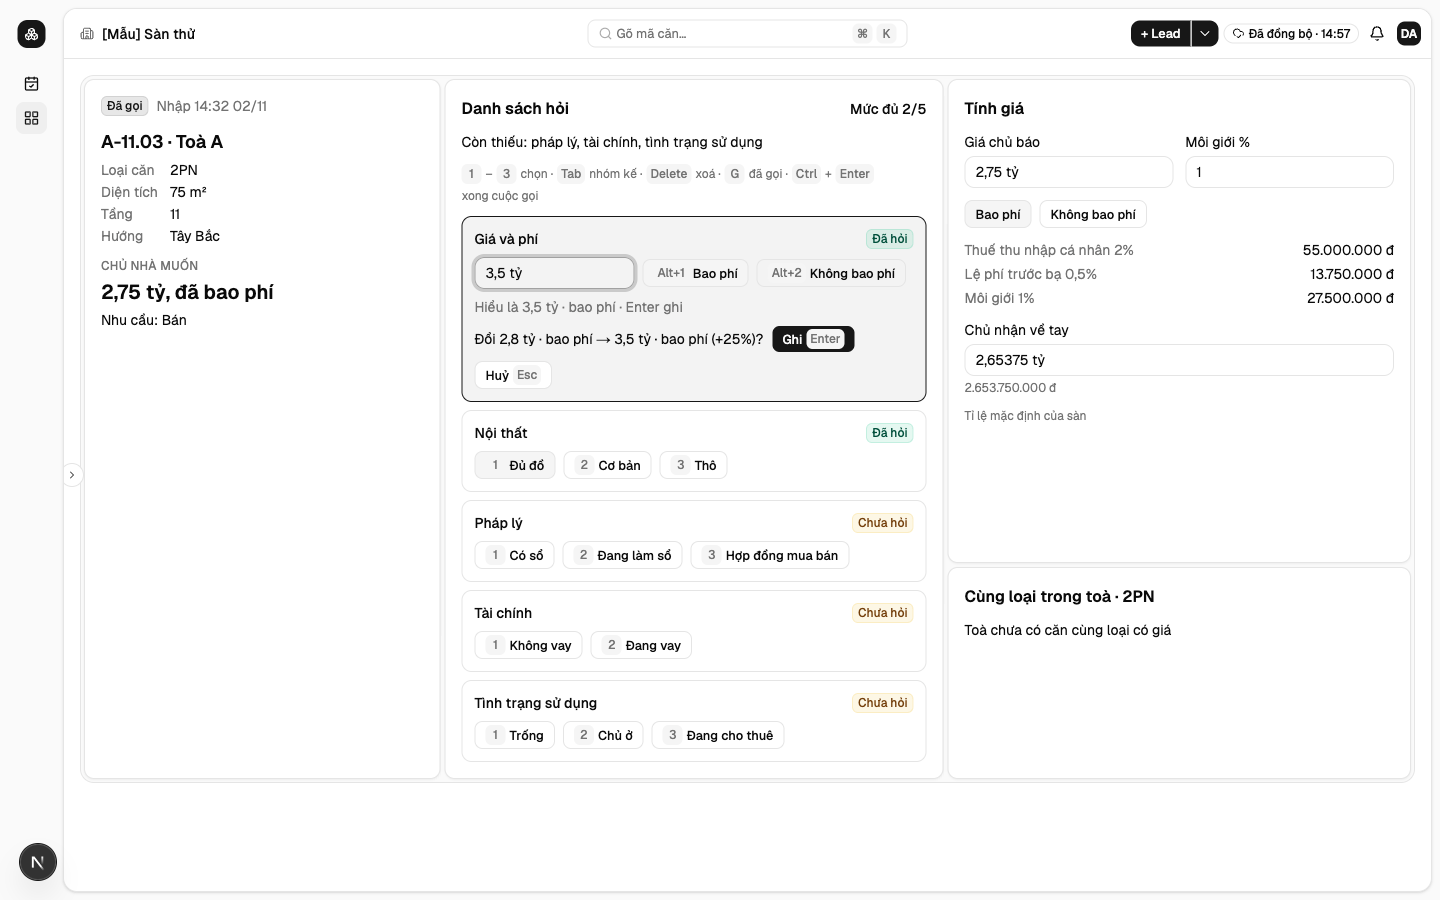 [Mẫu] Sàn thử
Gõ mã căn...
⌘ K
+ Lead
Đã đồng bộ · 14:57
DA
Đã gọi Nhập 14:32 02/11
A-11.03 · Toà A
Loại căn 2PN
Diện tích 75 m²
Tầng 11
Hướng Tây Bắc
CHỦ NHÀ MUỐN
2,75 tỷ, đã bao phí
Nhu cầu: Bán
Danh sách hỏi
Mức đủ 2/5
Còn thiếu: pháp lý, tài chính, tình trạng sử dụng
1 – 3 chọn · Tab nhóm kế · Delete xoá · G đã gọi · Ctrl + Enter
xong cuộc gọi
Giá và phí
Đã hỏi
3,5 tỷ
Alt+1 Bao phí
Alt+2 Không bao phí
Hiểu là 3,5 tỷ · bao phí · Enter ghi
Đổi 2,8 tỷ · bao phí → 3,5 tỷ · bao phí (+25%)?
Ghi Enter
Huỷ Esc
Nội thất
Đã hỏi
1 Đủ đồ
2 Cơ bản
3 Thô
Pháp lý
Chưa hỏi
1 Có sổ
2 Đang làm sổ
3 Hợp đồng mua bán
Tài chính
Chưa hỏi
1 Không vay
2 Đang vay
Tình trạng sử dụng
Chưa hỏi
1 Trống
2 Chủ ở
3 Đang cho thuê
Tính giá
Giá chủ báo
Môi giới %
2,75 tỷ
1
Bao phí
Không bao phí
Thuế thu nhập cá nhân 2% 55.000.000 đ
Lệ phí trước bạ 0,5% 13.750.000 đ
Môi giới 1% 27.500.000 đ
Chủ nhận về tay
2,65375 tỷ
2.653.750.000 đ
Tỉ lệ mặc định của sàn
Cùng loại trong toà · 2PN
Toà chưa có căn cùng loại có giá
N